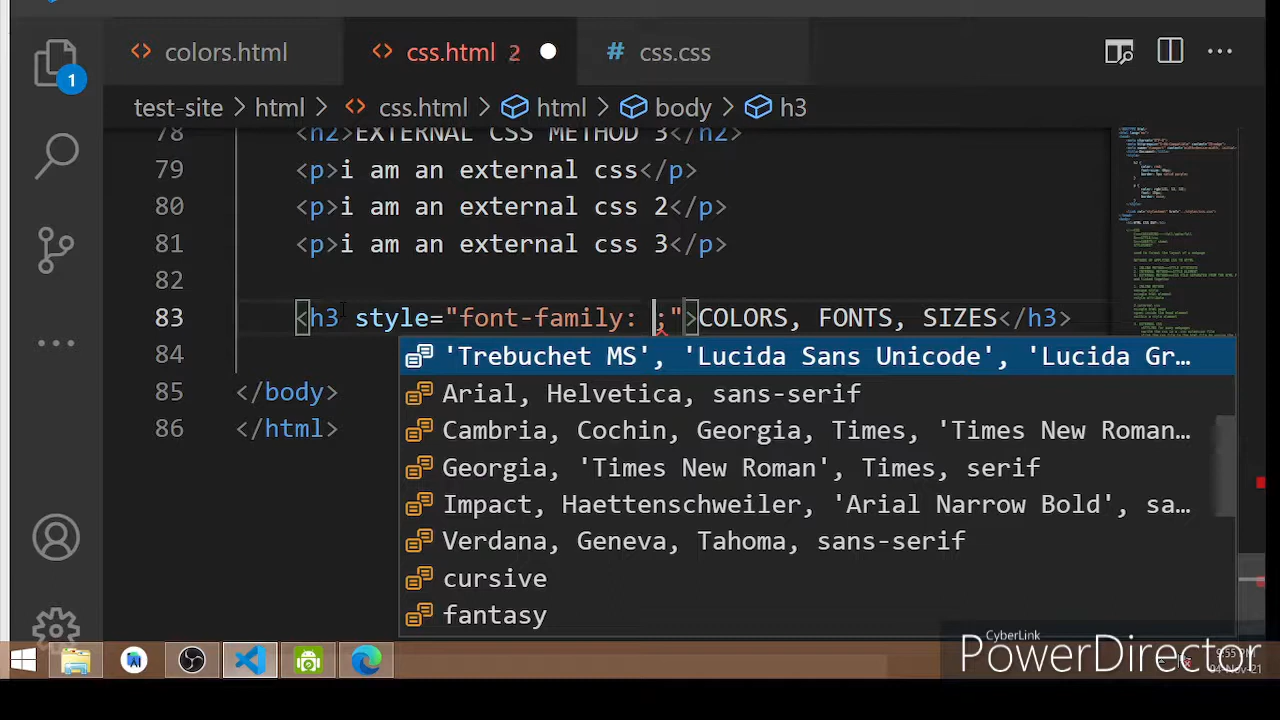 colors.html css.html 2 css.css
1
test-site > html > css.html > html > body > h3
78 <h2>EXTERNAL CSS METHOD 3</h2>
79 <p>i am an external css</p>
80 <p>i am an external css 2</p>
81 <p>i am an external css 3</p>
82
83 <h3 style="font-family: ;">COLORS, FONTS, SIZES</h3>
84
'Trebuchet MS', 'Lucida Sans Unicode', 'Lucida Gr…
85 </body>
Arial, Helvetica, sans-serif
86 </html>
Cambria, Cochin, Georgia, Times, 'Times New Roman…
Georgia, 'Times New Roman', Times, serif
Impact, Haettenschweiler, 'Arial Narrow Bold', sa…
Verdana, Geneva, Tahoma, sans-serif
cursive
fantasy
CyberLink
PowerDirector
04-Nov-21